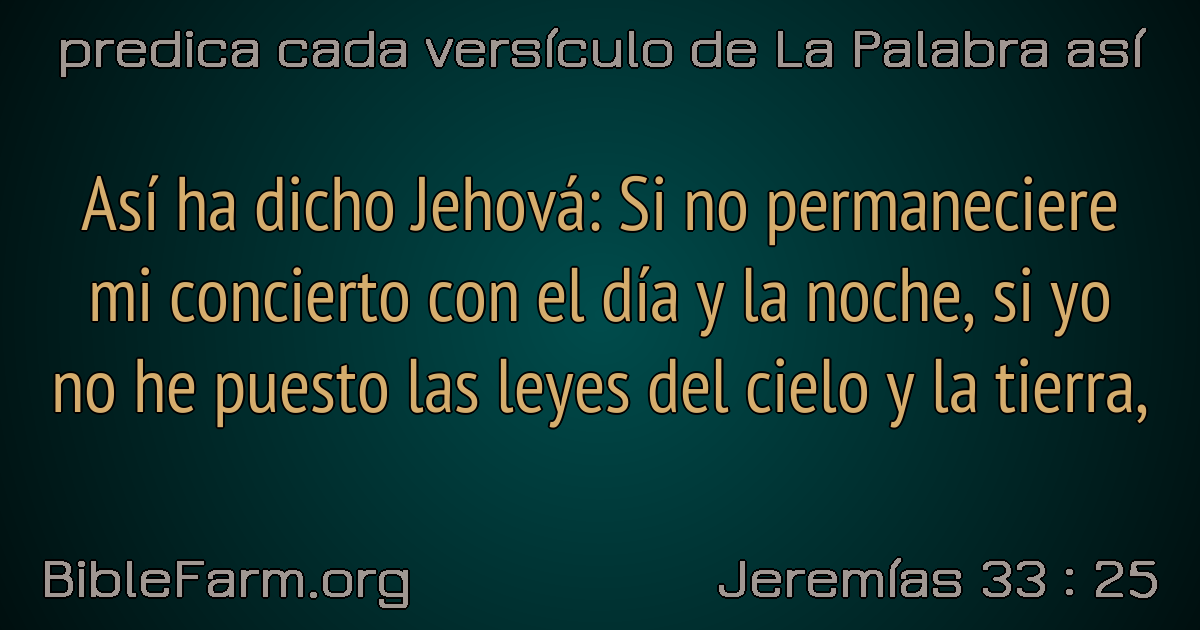 predica cada versículo de La Palabra así
Así ha dicho Jehová: Si no permaneciere
mi concierto con el día y la noche, si yo
no he puesto las leyes del cielo y la tierra,
BibleFarm.org
Jeremías 33 : 25